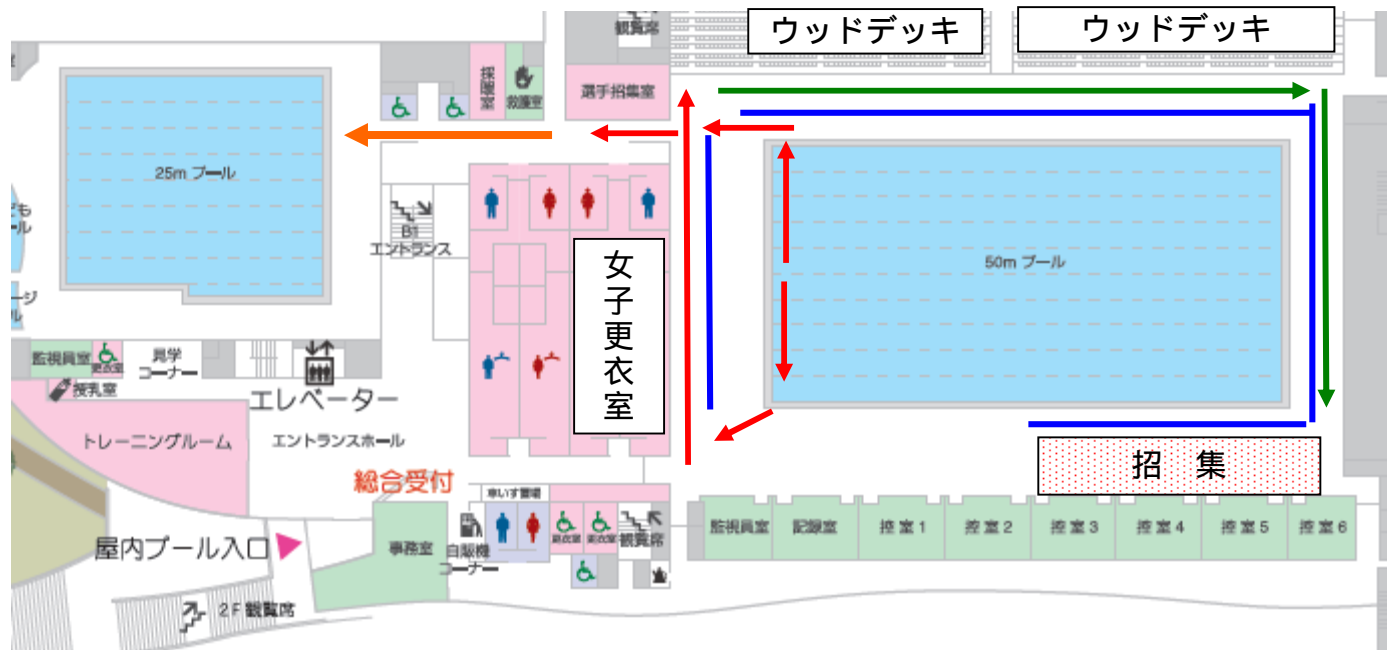 観覧席
ウッドデッキ
ウッドデッキ
採暖室
救護室
選手招集室
25m プール
50m プール
B1
エントランス
女子更衣室
監視員室
更衣室
見学
コーナー
授乳室
エレベーター
トレーニングルーム
エントランスホール
総合受付
招 集
車いす置場
監視員室
記録室
控室1
控室2
控室3
控室4
控室5
控室6
屋内プール入口
事務室
自販機
コーナー
更衣室
更衣室
観覧席
2F観覧席